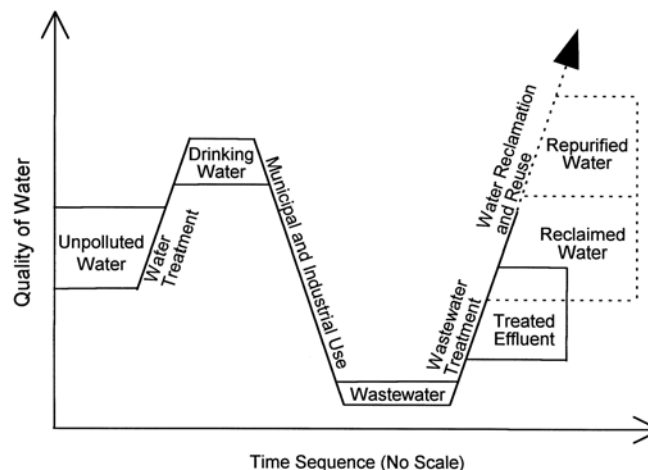 Quality of Water
Unpolluted
Water
Water
Treatment
Drinking
Water
Municipal and Industrial Use
Wastewater
Wastewater
Treatment
Water Reclamation
and Reuse
Repurified
Water
Reclaimed
Water
Treated
Effluent
Time Sequence (No Scale)